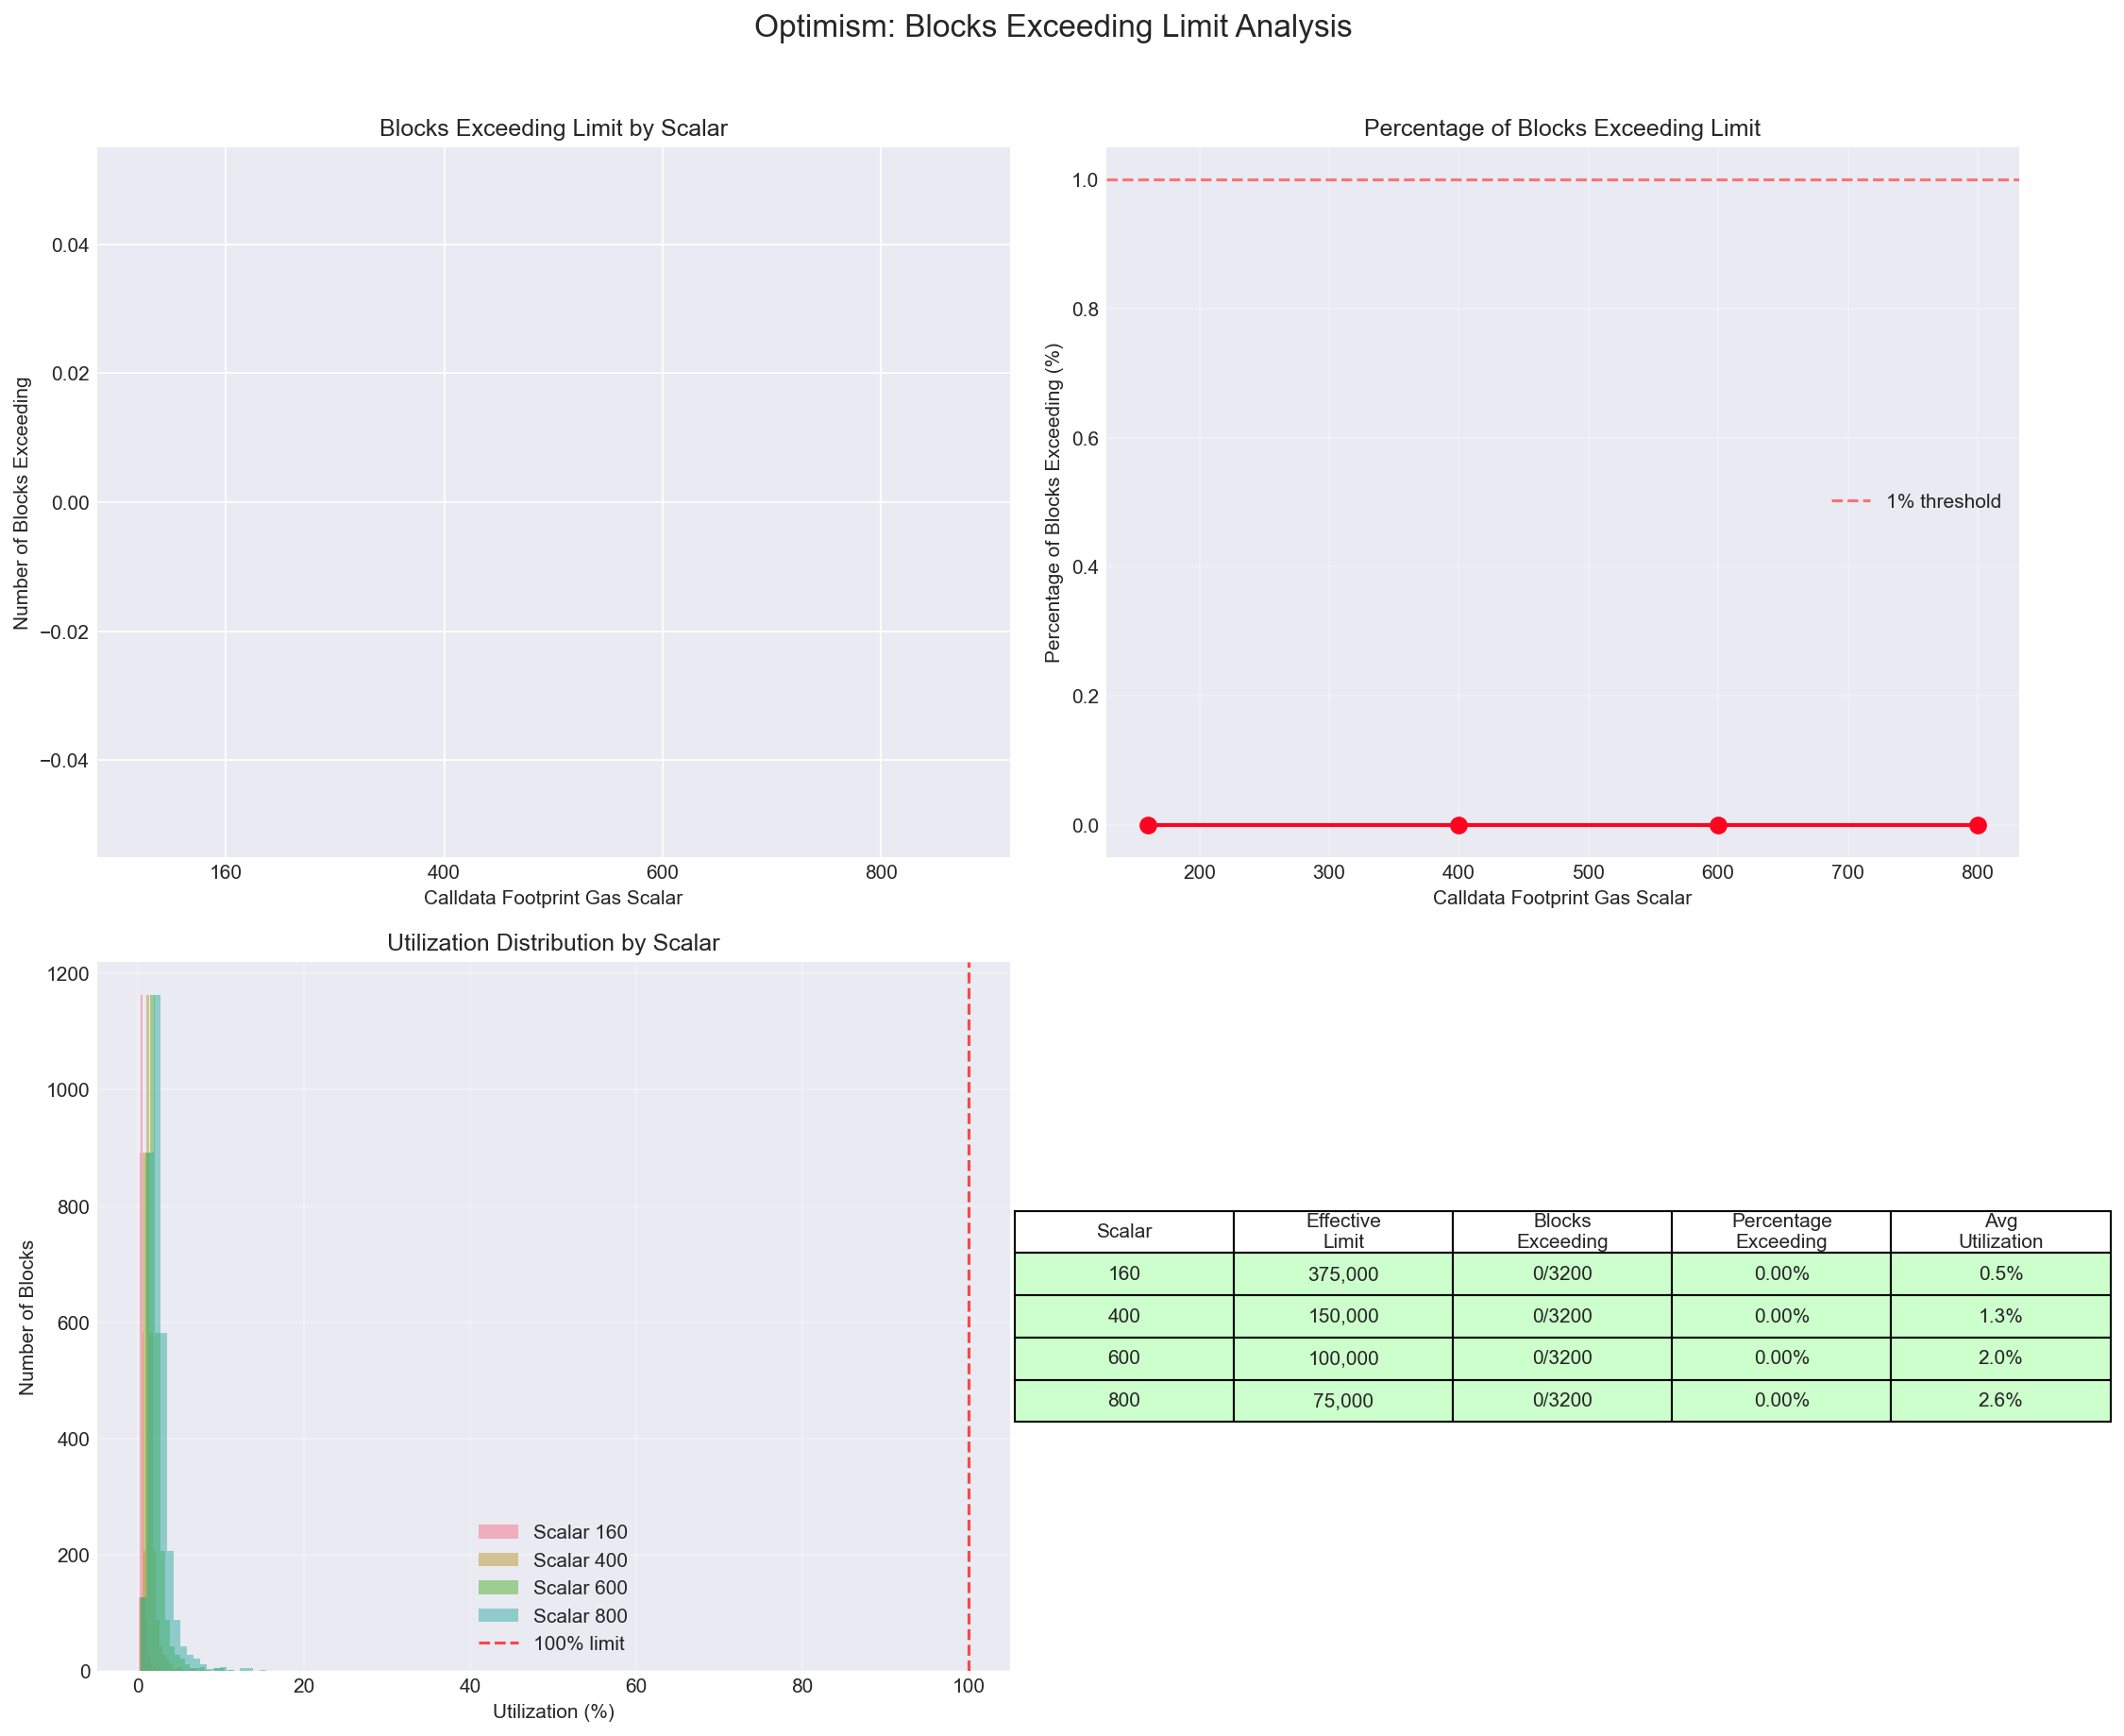 Optimism: Blocks Exceeding Limit Analysis
Blocks Exceeding Limit by Scalar
Number of Blocks Exceeding
0.04
0.02
0.00
−0.02
−0.04
160 400 600 800
Calldata Footprint Gas Scalar
Percentage of Blocks Exceeding Limit
Percentage of Blocks Exceeding (%)
1.0
0.8
0.6
0.4
0.2
0.0
1% threshold
200 300 400 500 600 700 800
Calldata Footprint Gas Scalar
Utilization Distribution by Scalar
Number of Blocks
1200
1000
800
600
400
200
0
Scalar 160
Scalar 400
Scalar 600
Scalar 800
100% limit
0 20 40 60 80 100
Utilization (%)
Scalar Effective Limit Blocks Exceeding Percentage Exceeding Avg Utilization
160 375,000 0/3200 0.00% 0.5%
400 150,000 0/3200 0.00% 1.3%
600 100,000 0/3200 0.00% 2.0%
800 75,000 0/3200 0.00% 2.6%